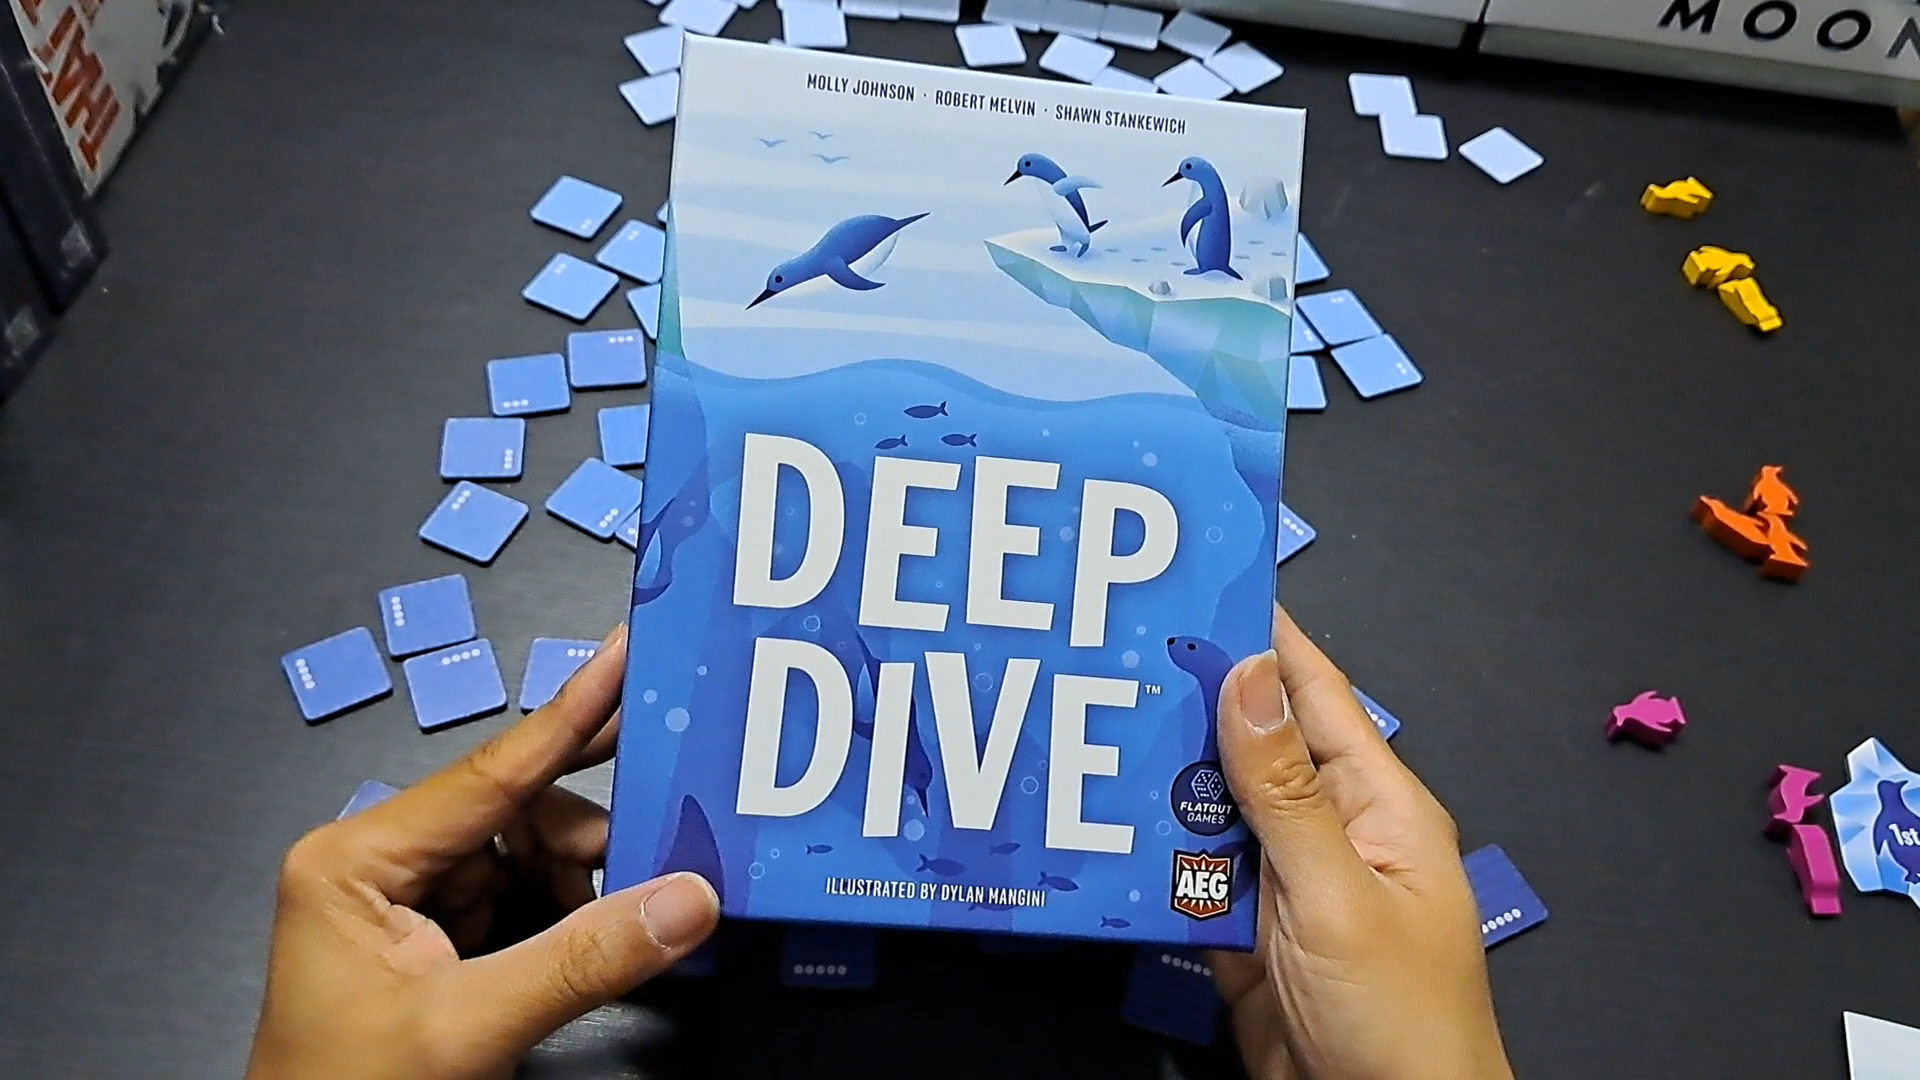 MOON
MOLLY JOHNSON · ROBERT MELVIN · SHAWN STANKEWICH
DEEP
DIVE™
FLATOUT
GAMES
AEG
ILLUSTRATED BY DYLAN MANGINI
1st